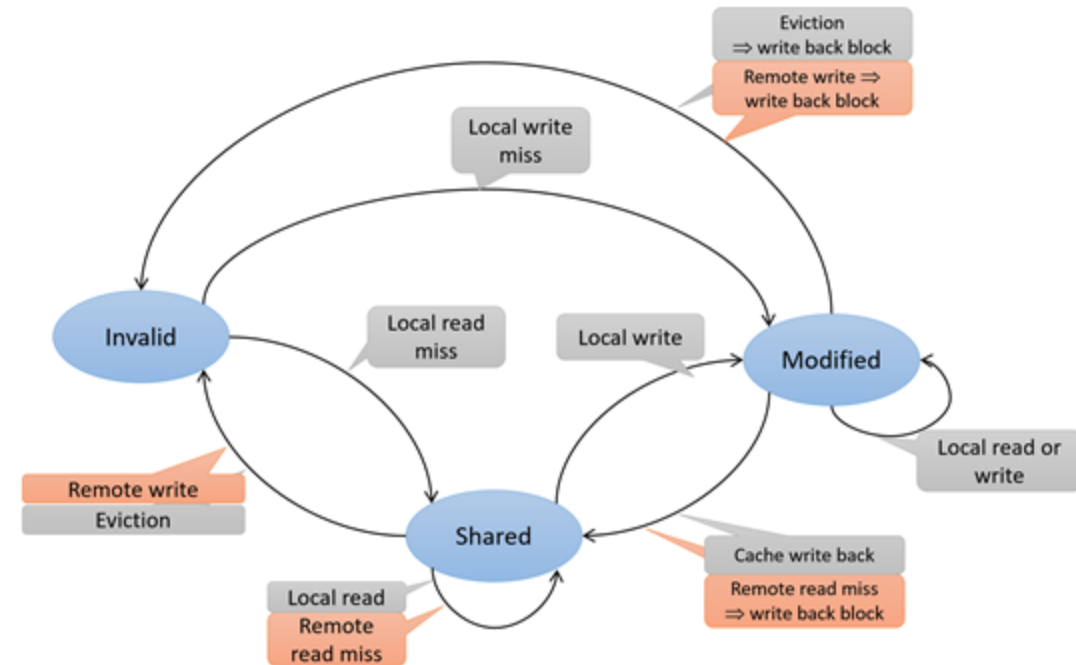 Eviction
⇒ write back block
Remote write ⇒
write back block
Local write
miss
Invalid
Local read
miss
Local write
Modified
Local read or
write
Remote write
Eviction
Shared
Cache write back
Remote read miss
⇒ write back block
Local read
Remote
read miss